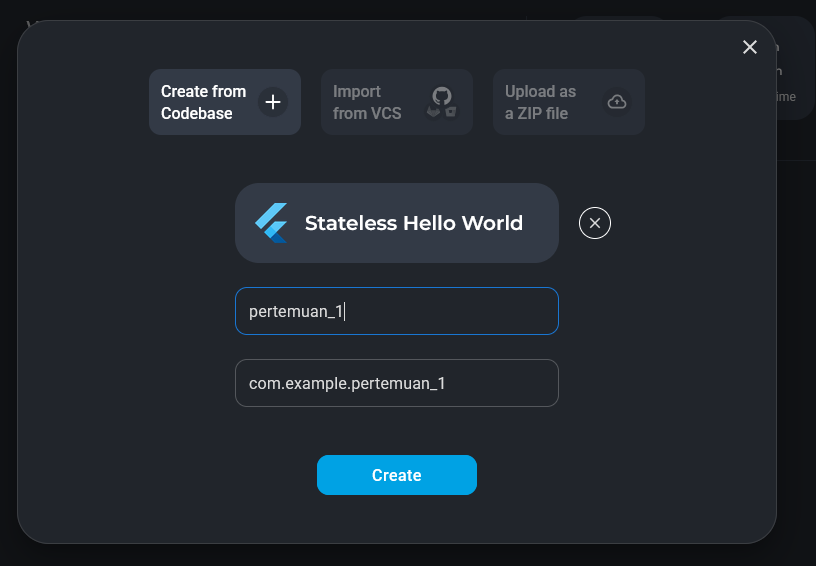 Create from
Codebase
Import
from VCS
Upload as
a ZIP file
Stateless Hello World
pertemuan_1
com.example.pertemuan_1
Create